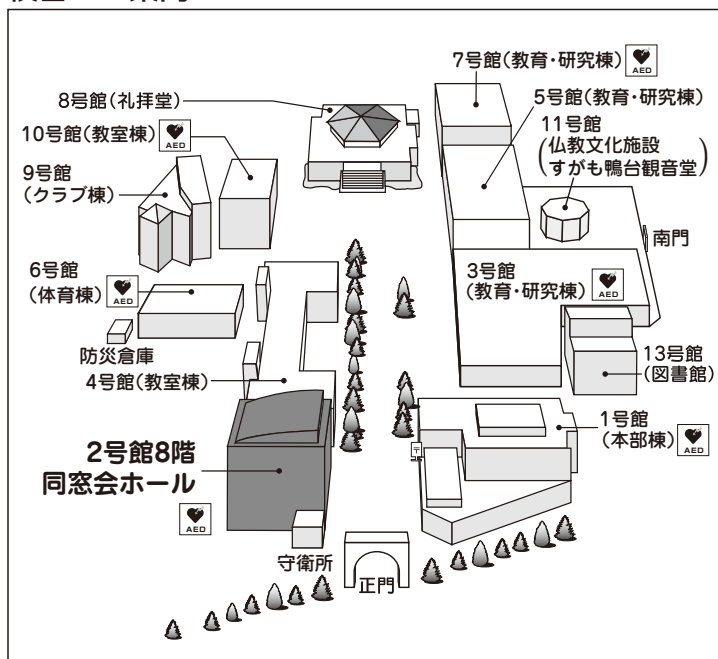 7号館(教育・研究棟)
AED
8号館(礼拝堂)
5号館(教育・研究棟)
10号館(教室棟)
AED
11号館
(仏教文化施設
すがも鴨台観音堂)
9号館
(クラブ棟)
南門
6号館
(体育棟)
AED
3号館
(教育・研究棟)
AED
防災倉庫
4号館(教室棟)
13号館
(図書館)
1号館
(本部棟)
AED
2号館8階
同窓会ホール
AED
守衛所
正門